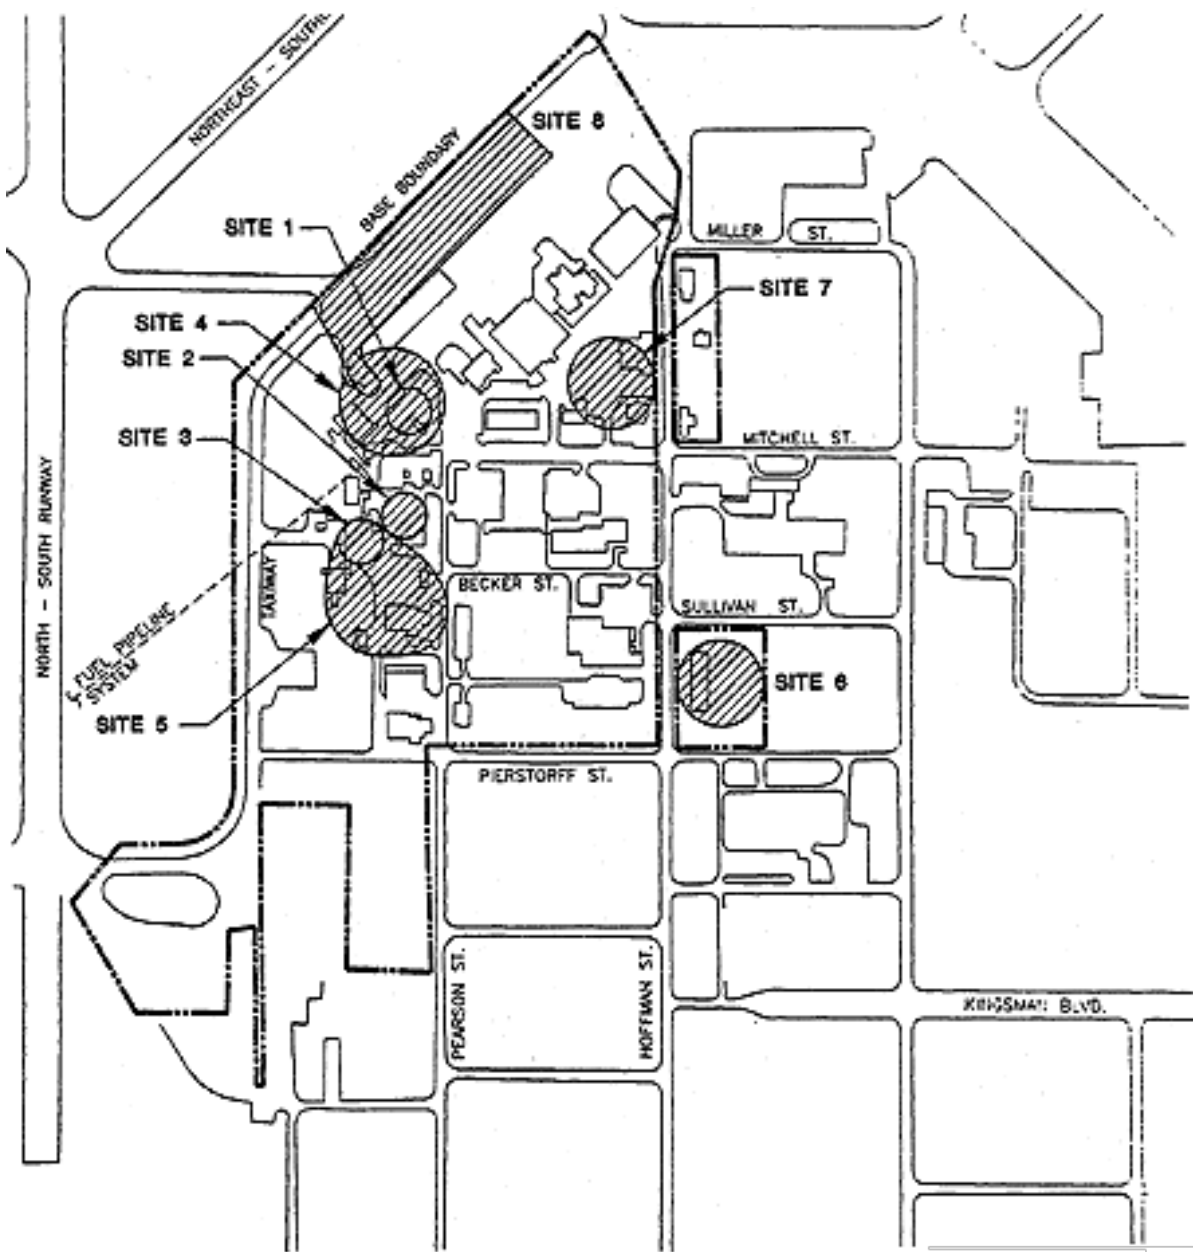 NORTHEAST - SOUTH
SITE 8
BASE BOUNDARY
SITE 1
MILLER ST.
SITE 7
SITE 4
SITE 2
SITE 3
MITCHELL ST.
NORTH - SOUTH RUNWAY
TAXIWAY
BECKER ST.
SULLIVAN ST.
FUEL PIPELINE
SYSTEM
SITE 6
SITE 5
PIERSTORFF ST.
PEARSON ST.
HOFFMAN ST.
KINGSMAN BLVD.